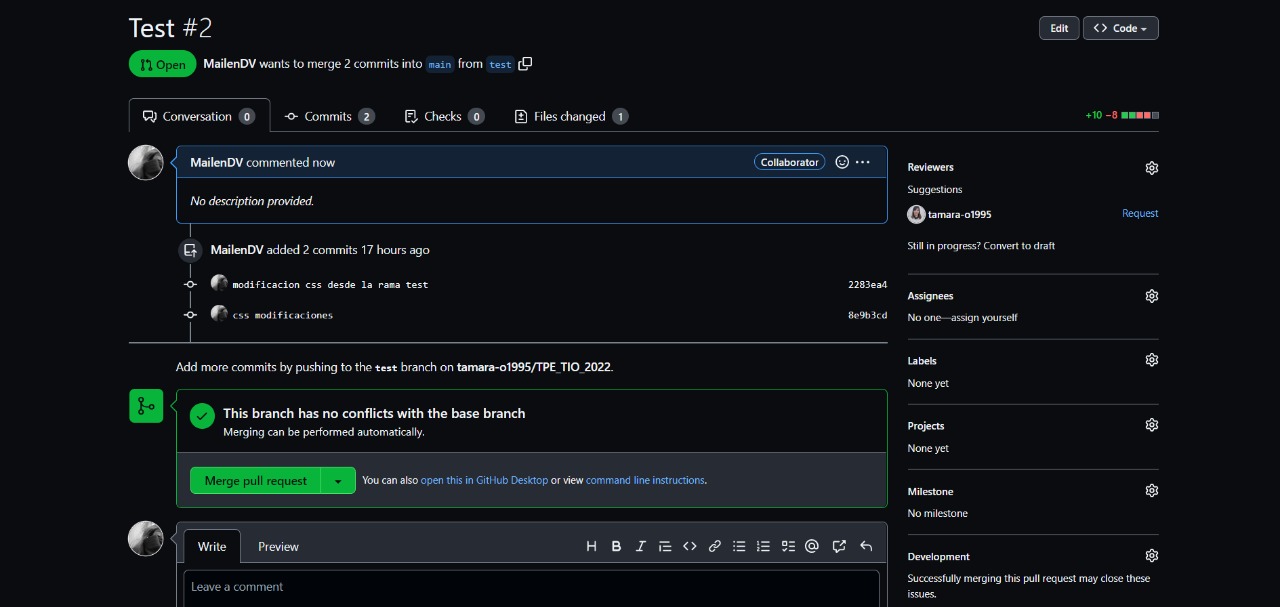 Test #2
Edit
Code
Open
MailenDV wants to merge 2 commits into main from test
Conversation 0
Commits 2
Checks 0
Files changed 1
+10 −8
MailenDV commented now
Collaborator
No description provided.
MailenDV added 2 commits 17 hours ago
modificacion css desde la rama test
2283ea4
css modificaciones
8e9b3cd
Add more commits by pushing to the test branch on tamara-o1995/TPE_TIO_2022.
This branch has no conflicts with the base branch
Merging can be performed automatically.
Merge pull request
You can also open this in GitHub Desktop or view command line instructions.
Write
Preview
Leave a comment
Reviewers
Suggestions
tamara-o1995
Request
Still in progress? Convert to draft
Assignees
No one—assign yourself
Labels
None yet
Projects
None yet
Milestone
No milestone
Development
Successfully merging this pull request may close these
issues.